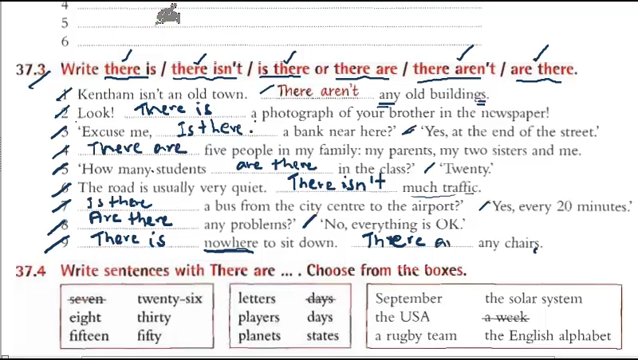 4
5
6
37.3 Write there is / there isn't / is there or there are / there aren't / are there.
1 Kentham isn't an old town. There aren't any old buildings.
2 Look! There is a photograph of your brother in the newspaper!
3 'Excuse me, Is there. a bank near here?' 'Yes, at the end of the street.'
4 There are five people in my family: my parents, my two sisters and me.
5 'How many students are there in the class?' 'Twenty.'
6 The road is usually very quiet. There isn't much traffic.
7 Is there a bus from the city centre to the airport?' 'Yes, every 20 minutes.'
8 Are there any problems?' 'No, everything is OK.'
9 There is nowhere to sit down. There a any chairs.
37.4 Write sentences with There are ... . Choose from the boxes.
seven twenty-six letters days September the solar system
eight thirty players days the USA a week
fifteen fifty planets states a rugby team the English alphabet